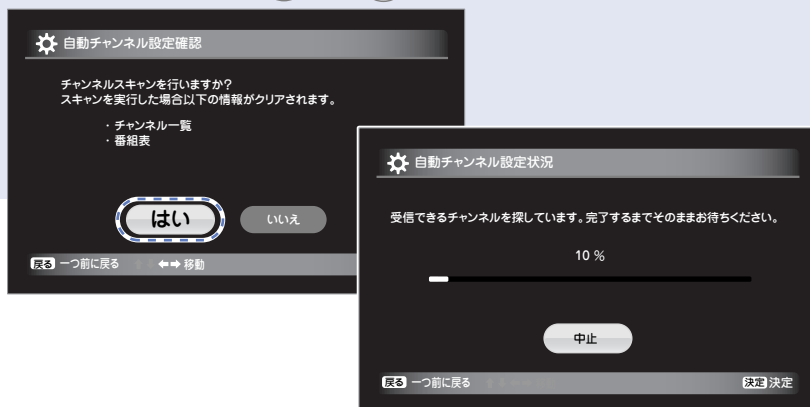 自動チャンネル設定確認
チャンネルスキャンを行いますか?
スキャンを実行した場合以下の情報がクリアされます。
・チャンネル一覧
・番組表
はい
いいえ
戻る 一つ前に戻る ⬅➡ 移動
自動チャンネル設定状況
受信できるチャンネルを探しています。完了するまでそのままお待ちください。
10 %
中止
戻る 一つ前に戻る
決定 決定